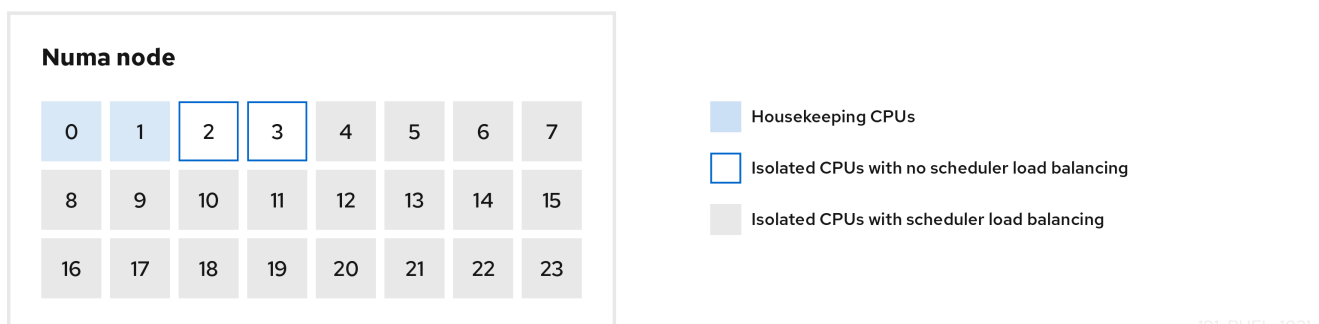 Numa node
0 1 2 3 4 5 6 7
8 9 10 11 12 13 14 15
16 17 18 19 20 21 22 23
Housekeeping CPUs
Isolated CPUs with no scheduler load balancing
Isolated CPUs with scheduler load balancing